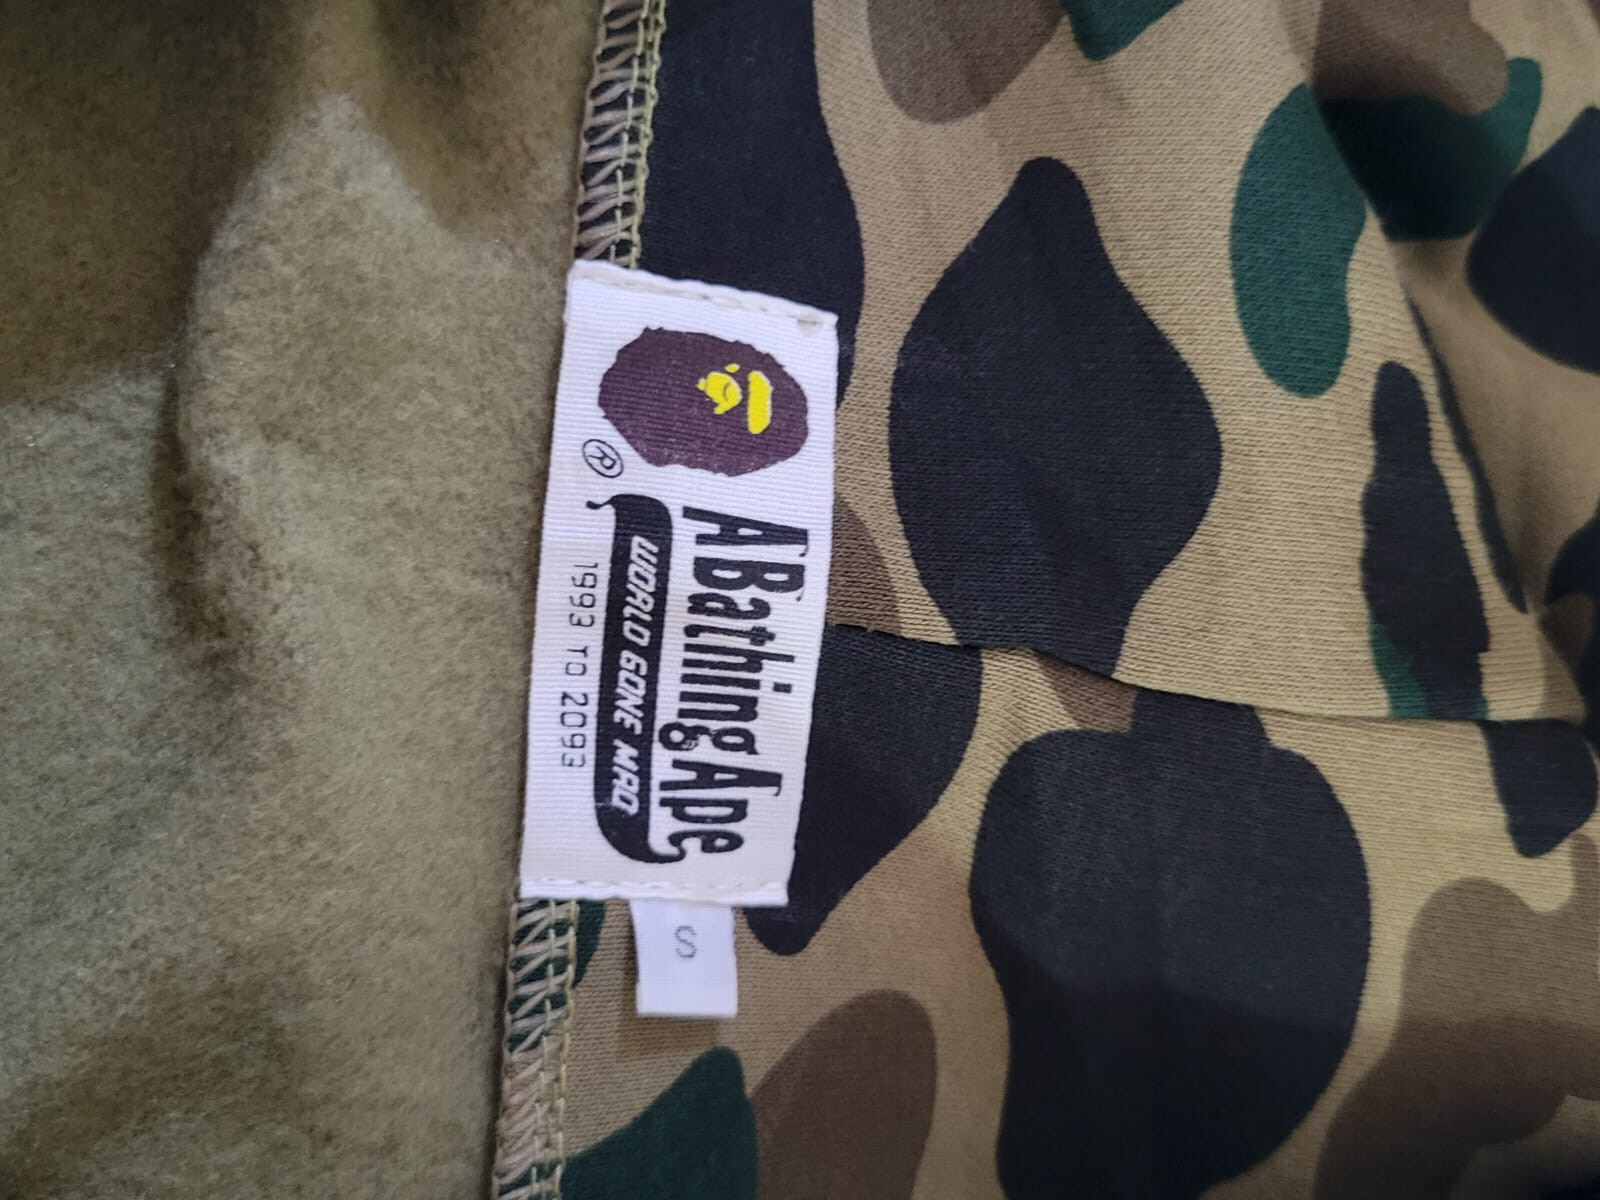 ®
A Bathing Ape
WORLD GONE MAD
1993 TO 2093
S